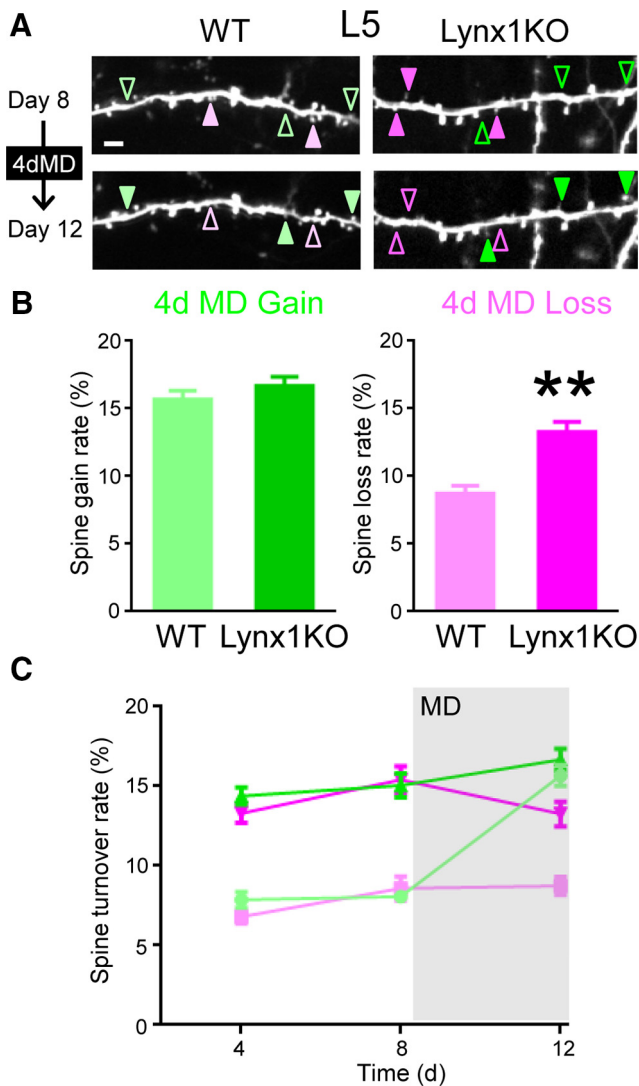 A
WT
L5
Lynx1KO
Day 8
4dMD
Day 12
B
4d MD Gain
4d MD Loss
Spine gain rate (%)
20
15
10
5
0
WT
Lynx1KO
Spine loss rate (%)
20
15
10
5
0
**
WT
Lynx1KO
C
Spine turnover rate (%)
20
15
10
5
0
MD
4
8
12
Time (d)